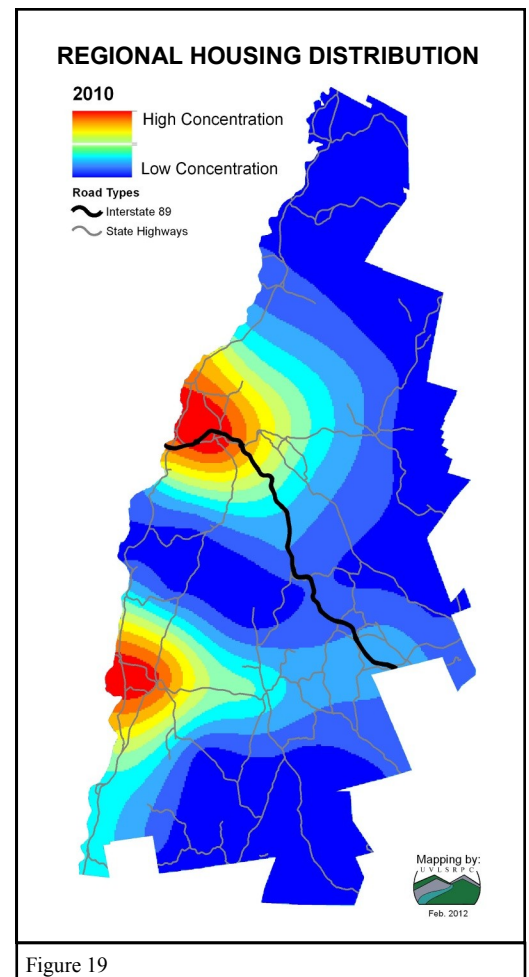 REGIONAL HOUSING DISTRIBUTION
2010
High Concentration
Low Concentration
Road Types
Interstate 89
State Highways
Mapping by:
UVLSRPC
Feb. 2012
Figure 19